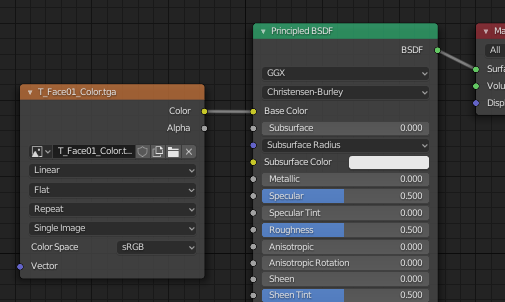 Principled BSDF
Ma
BSDF
All
GGX
Surfa
Christensen-Burley
Volu
Displ
T_Face01_Color.tga
Color
Base Color
Alpha
Subsurface 0.000
Subsurface Radius
T_Face01_Color.t...
Subsurface Color
Linear
Metallic 0.000
Flat
Specular 0.500
Repeat
Specular Tint 0.000
Single Image
Roughness 0.500
Color Space sRGB
Anisotropic 0.000
Vector
Anisotropic Rotation 0.000
Sheen 0.000
Sheen Tint 0.500